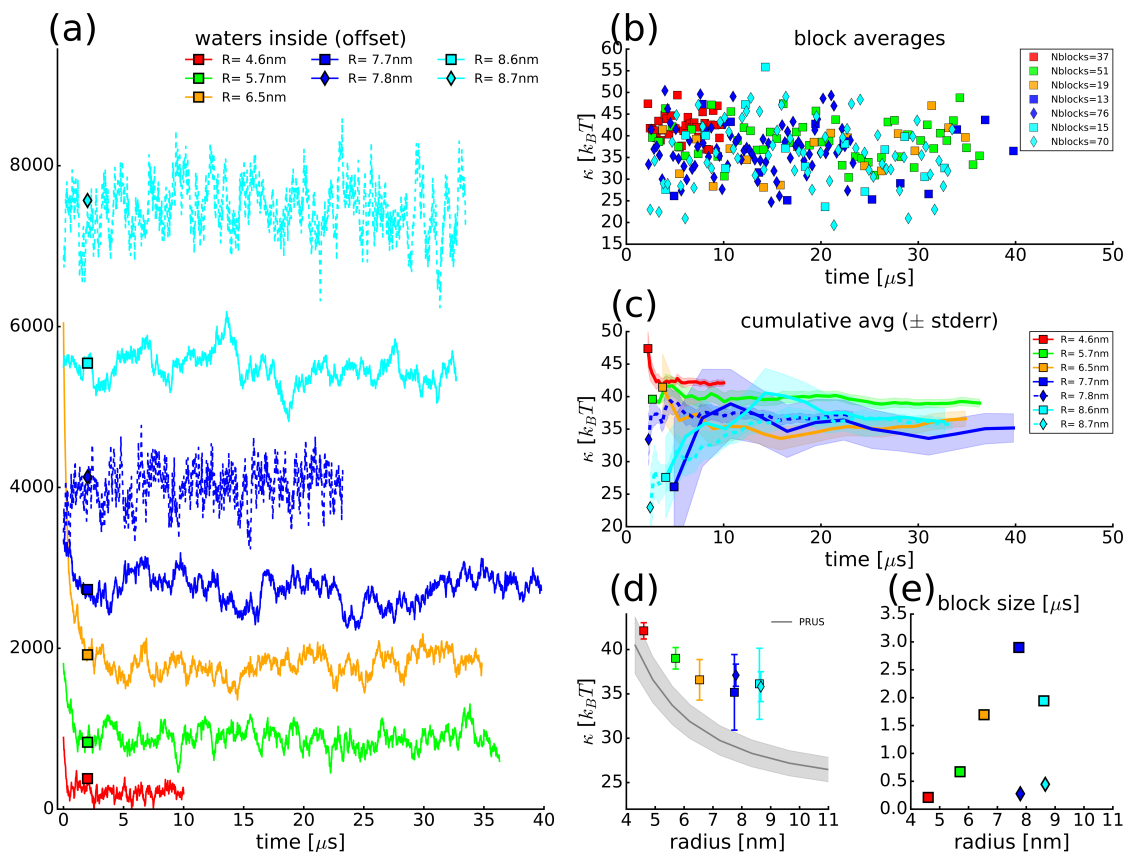 (a)
waters inside (offset)
R= 4.6nm
R= 5.7nm
R= 6.5nm
R= 7.7nm
R= 7.8nm
R= 8.6nm
R= 8.7nm
8000
6000
4000
2000
0
0 5 10 15 20 25 30 35 40
time [μs]
(b)
block averages
60
55
50
45
40
35
30
25
20
15
κ [k_BT]
Nblocks=37
Nblocks=51
Nblocks=19
Nblocks=13
Nblocks=76
Nblocks=15
Nblocks=70
0 10 20 30 40 50
time [μs]
(c)
cumulative avg (± stderr)
50
45
40
35
30
25
20
κ [k_BT]
R= 4.6nm
R= 5.7nm
R= 6.5nm
R= 7.7nm
R= 7.8nm
R= 8.6nm
R= 8.7nm
0 10 20 30 40 50
time [μs]
(d)
PRUS
40
35
30
25
κ [k_BT]
4 5 6 7 8 9 10 11
radius [nm]
(e)
block size [μs]
3.5
3.0
2.5
2.0
1.5
1.0
0.5
0.0
4 5 6 7 8 9 10 11
radius [nm]